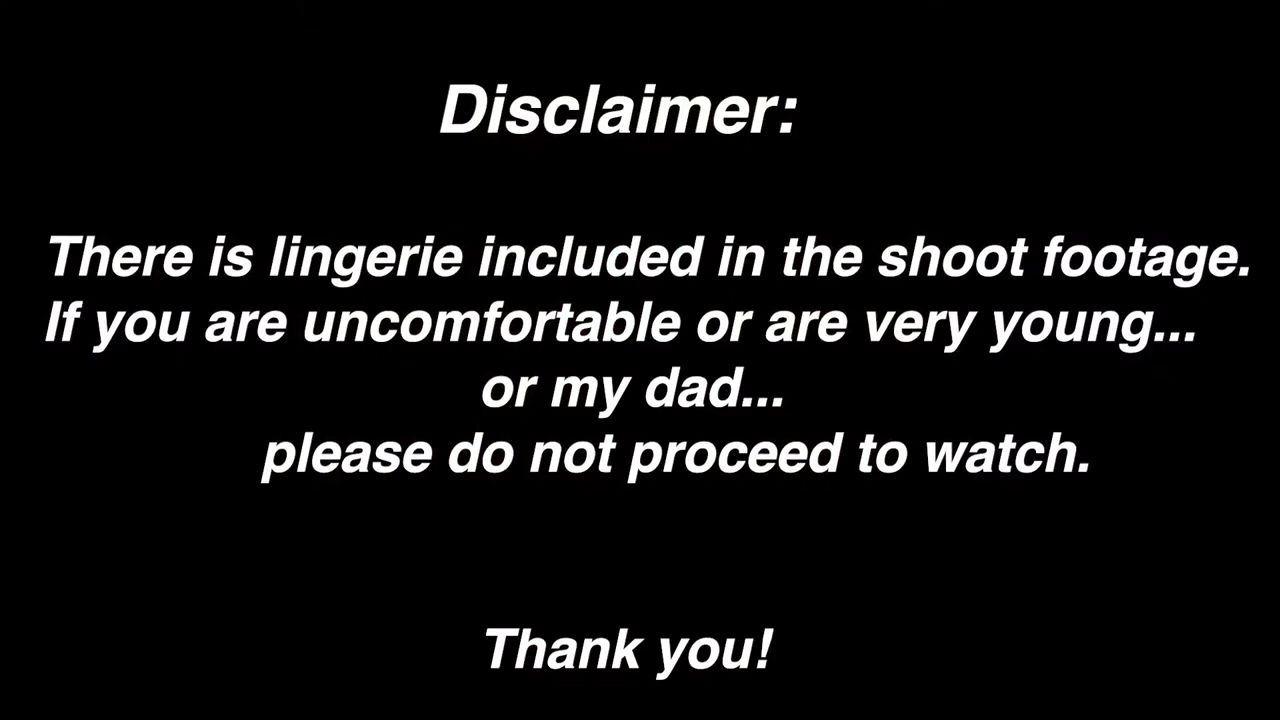 Disclaimer:
There is lingerie included in the shoot footage.
If you are uncomfortable or are very young...
or my dad...
please do not proceed to watch.
Thank you!